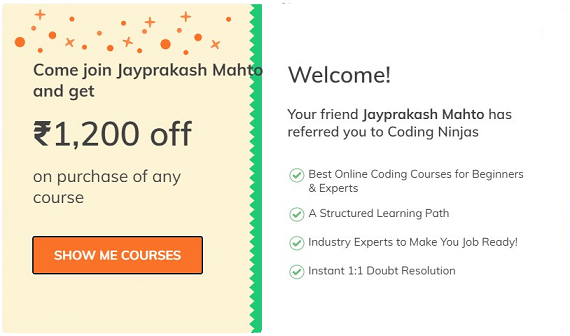 Come join Jayprakash Mahto
and get
₹1,200 off
on purchase of any
course
SHOW ME COURSES
Welcome!
Your friend Jayprakash Mahto has
referred you to Coding Ninjas
Best Online Coding Courses for Beginners
& Experts
A Structured Learning Path
Industry Experts to Make You Job Ready!
Instant 1:1 Doubt Resolution